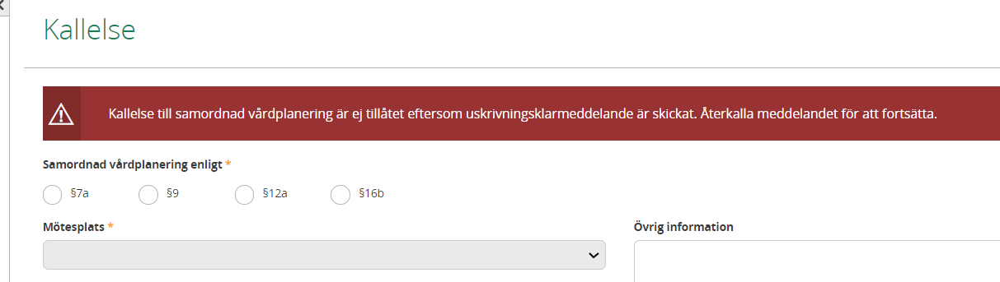 Kallelse
Kallelse till samordnad vårdplanering är ej tillåtet eftersom uskrivningsklarmeddelande är skickat. Återkalla meddelandet för att fortsätta.
Samordnad vårdplanering enligt *
§7a §9 §12a §16b
Mötesplats * Övrig information